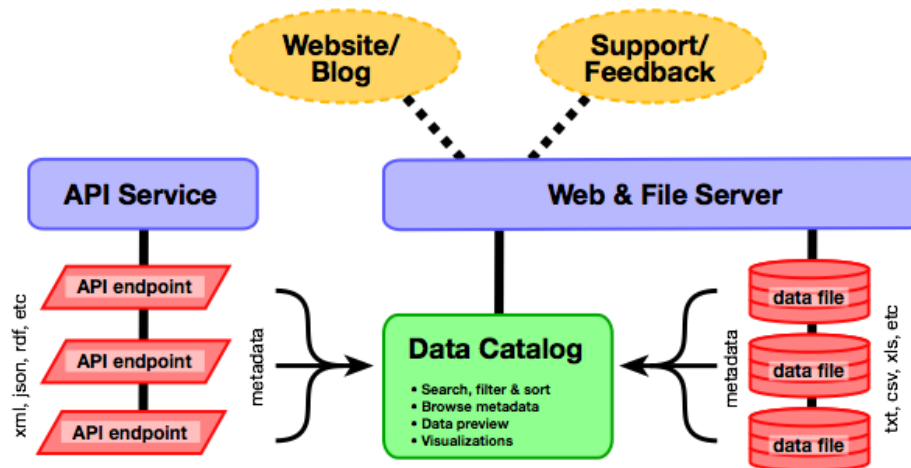 Website/
Blog
Support/
Feedback
API Service
Web & File Server
API endpoint
API endpoint
API endpoint
xml, json, rdf, etc
metadata
Data Catalog
• Search, filter & sort
• Browse metadata
• Data preview
• Visualizations
metadata
data file
data file
data file
txt, csv, xls, etc